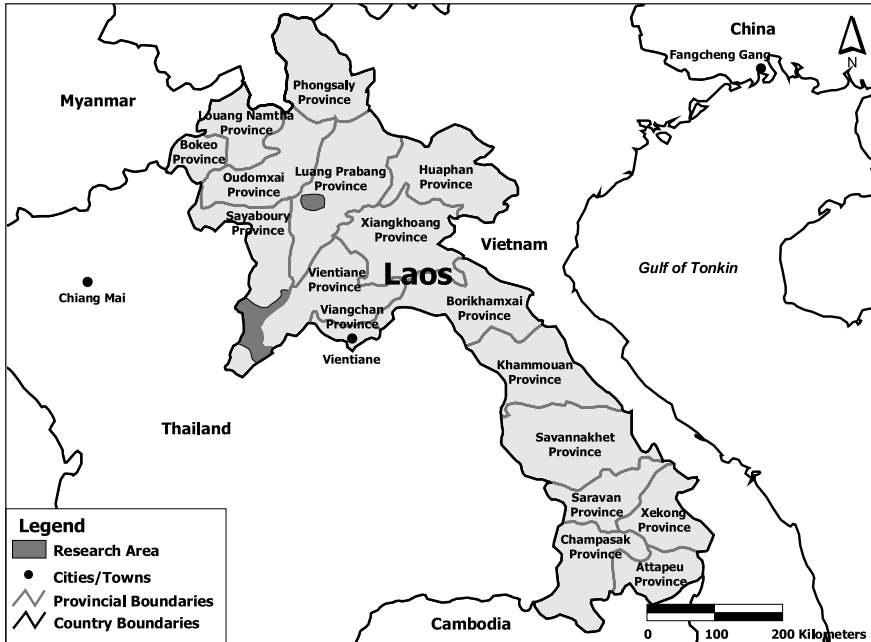 China
Fangcheng Gang
N
Myanmar
Phongsaly
Province
Louang Namtha
Province
Bokeo
Province
Oudomxai
Province
Luang Prabang
Province
Huaphan
Province
Sayaboury
Province
Xiangkhoang
Province
Vietnam
Gulf of Tonkin
Laos
Vientiane
Province
Chiang Mai
Viangchan
Province
Borikhamxai
Province
Vientiane
Khammouan
Province
Thailand
Savannakhet
Province
Saravan
Province
Xekong
Province
Champasak
Province
Attapeu
Province
Cambodia
Legend
Research Area
Cities/Towns
Provincial Boundaries
Country Boundaries
0 100 200 Kilometers